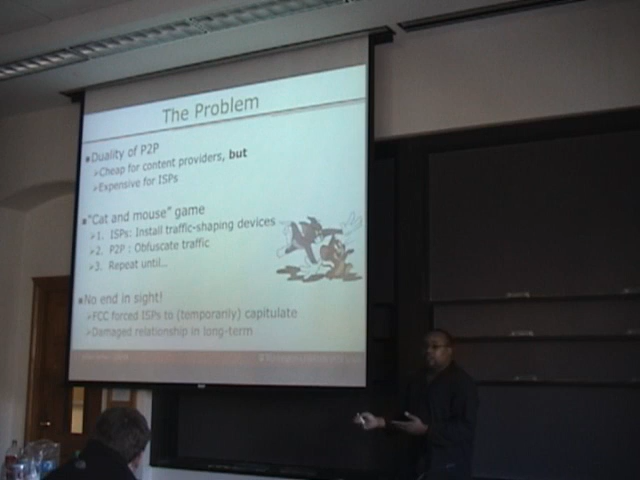 The Problem
Duality of P2P
Cheap for content providers, but
Expensive for ISPs
"Cat and mouse" game
1. ISPs: Install traffic-shaping devices
2. P2P : Obfuscate traffic
3. Repeat until...
No end in sight!
FCC forced ISPs to (temporarily) capitulate
Damaged relationship in long-term